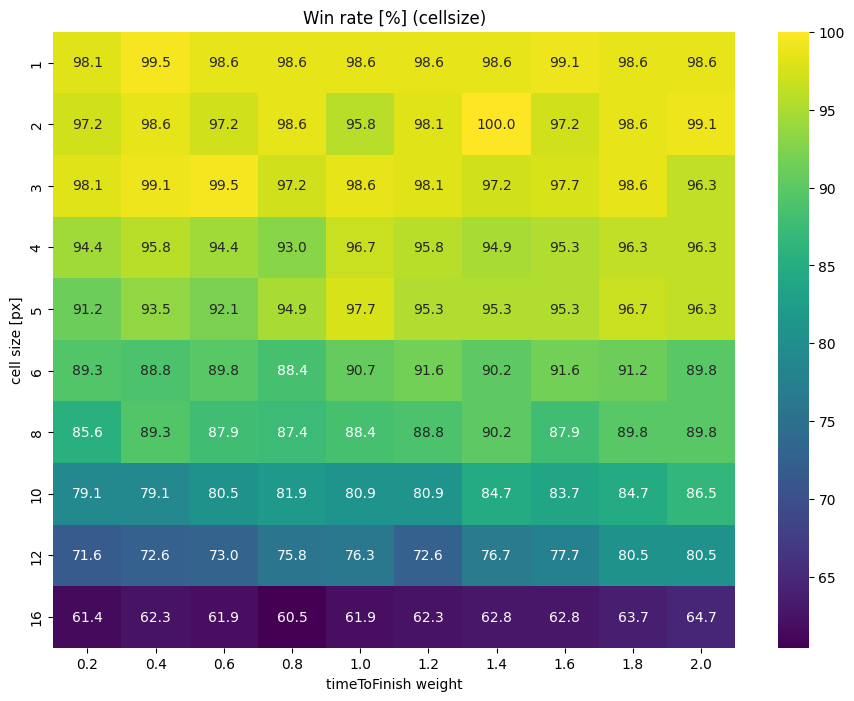 Win rate [%] (cellsize)
1 98.1 99.5 98.6 98.6 98.6 98.6 98.6 99.1 98.6 98.6
2 97.2 98.6 97.2 98.6 95.8 98.1 100.0 97.2 98.6 99.1
3 98.1 99.1 99.5 97.2 98.6 98.1 97.2 97.7 98.6 96.3
4 94.4 95.8 94.4 93.0 96.7 95.8 94.9 95.3 96.3 96.3
5 91.2 93.5 92.1 94.9 97.7 95.3 95.3 95.3 96.7 96.3
6 89.3 88.8 89.8 88.4 90.7 91.6 90.2 91.6 91.2 89.8
8 85.6 89.3 87.9 87.4 88.4 88.8 90.2 87.9 89.8 89.8
10 79.1 79.1 80.5 81.9 80.9 80.9 84.7 83.7 84.7 86.5
12 71.6 72.6 73.0 75.8 76.3 72.6 76.7 77.7 80.5 80.5
16 61.4 62.3 61.9 60.5 61.9 62.3 62.8 62.8 63.7 64.7
0.2 0.4 0.6 0.8 1.0 1.2 1.4 1.6 1.8 2.0
timeToFinish weight
cell size [px]
100
95
90
85
80
75
70
65